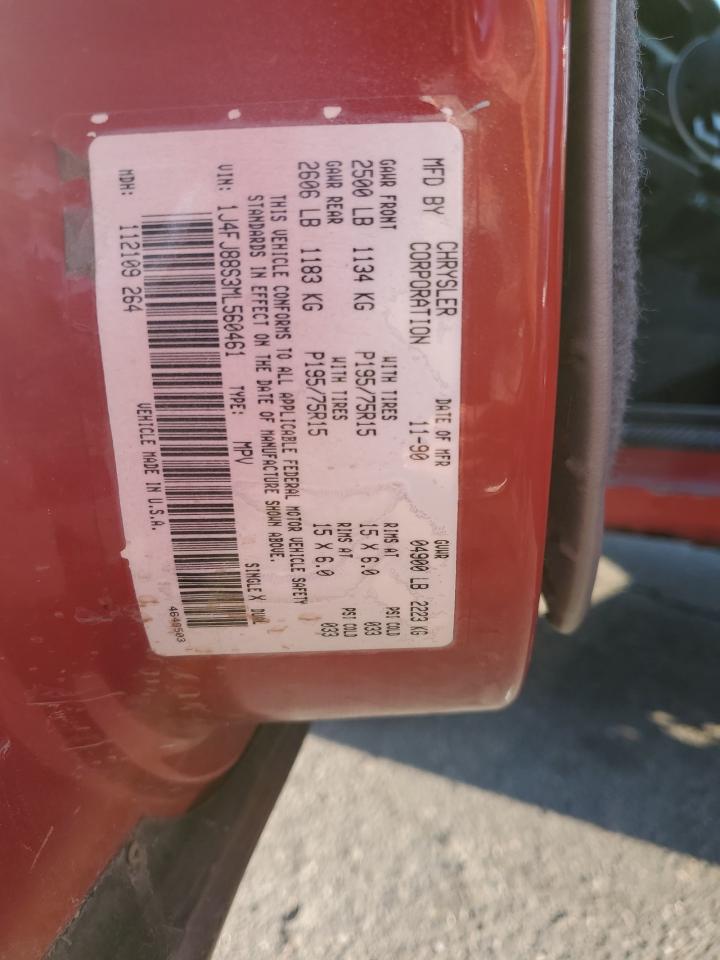 MFD BY CHRYSLER CORPORATION DATE OF MFR 11-90 GVWR 04900 LB 2223 KG
GAWR FRONT WITH TIRES RIMS AT PSI COLD
2500 LB 1134 KG P195/75R15 15 X 6.0 033
GAWR REAR WITH TIRES RIMS AT PSI COLD
2606 LB 1183 KG P195/75R15 15 X 6.0 033
THIS VEHICLE CONFORMS TO ALL APPLICABLE FEDERAL MOTOR VEHICLE SAFETY
STANDARDS IN EFFECT ON THE DATE OF MANUFACTURE SHOWN ABOVE.
VIN: 1J4FJ88S3ML560461 TYPE: MPV SINGLE X DUAL
MDH: 112109 264 VEHICLE MADE IN U.S.A.